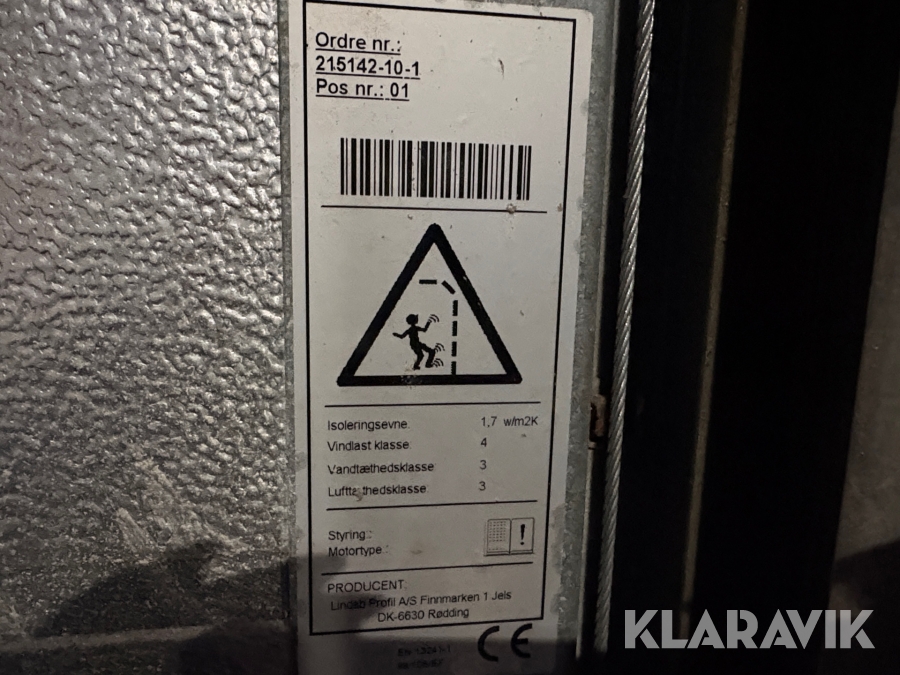 Ordre nr.:
215142-10-1
Pos nr.: 01
Isoleringsevne: 1,7 w/m2K
Vindlast klasse: 4
Vandtæthedsklasse 3
Lufttæthedsklasse: 3
Styring.:
Motortype.:
PRODUCENT:
Lindab Profil A/S Finnmarken 1 Jels
DK-6630 Rødding
CE
KLARAVIK